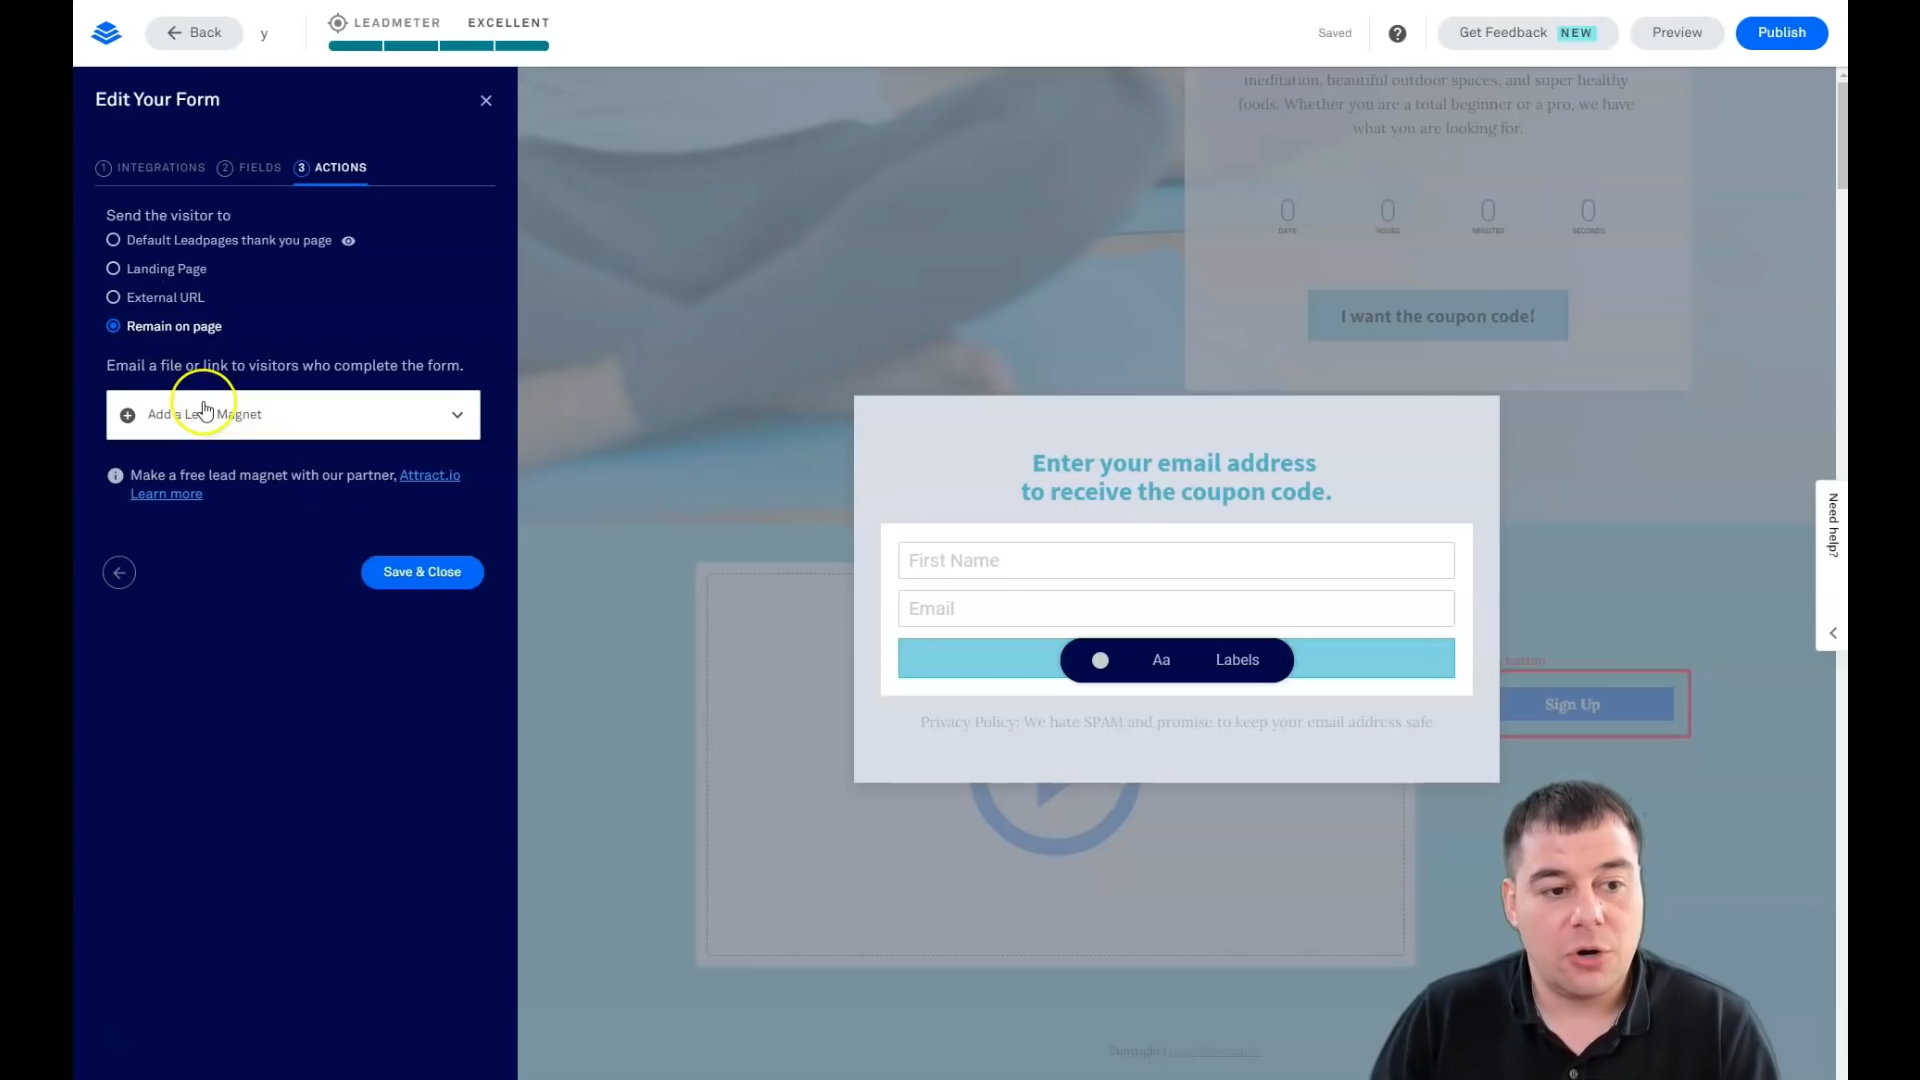 Back
y
LEADMETER EXCELLENT
Saved
?
Get Feedback NEW
Preview
Publish
Edit Your Form
1 INTEGRATIONS 2 FIELDS 3 ACTIONS
Send the visitor to
Default Leadpages thank you page
Landing Page
External URL
Remain on page
Email a file or link to visitors who complete the form.
Add a Lead Magnet
Make a free lead magnet with our partner, Attract.io
Learn more
Save & Close
meditation, beautiful outdoor spaces, and super healthy
foods. Whether you are a total beginner or a pro, we have
what you are looking for.
0 0 0 0
DAYS HOURS MINUTES SECONDS
I want the coupon code!
Enter your email address
to receive the coupon code.
First Name
Email
Aa Labels
Privacy Policy: We hate SPAM and promise to keep your email address safe
button
Sign Up
Need help?
Copyright |